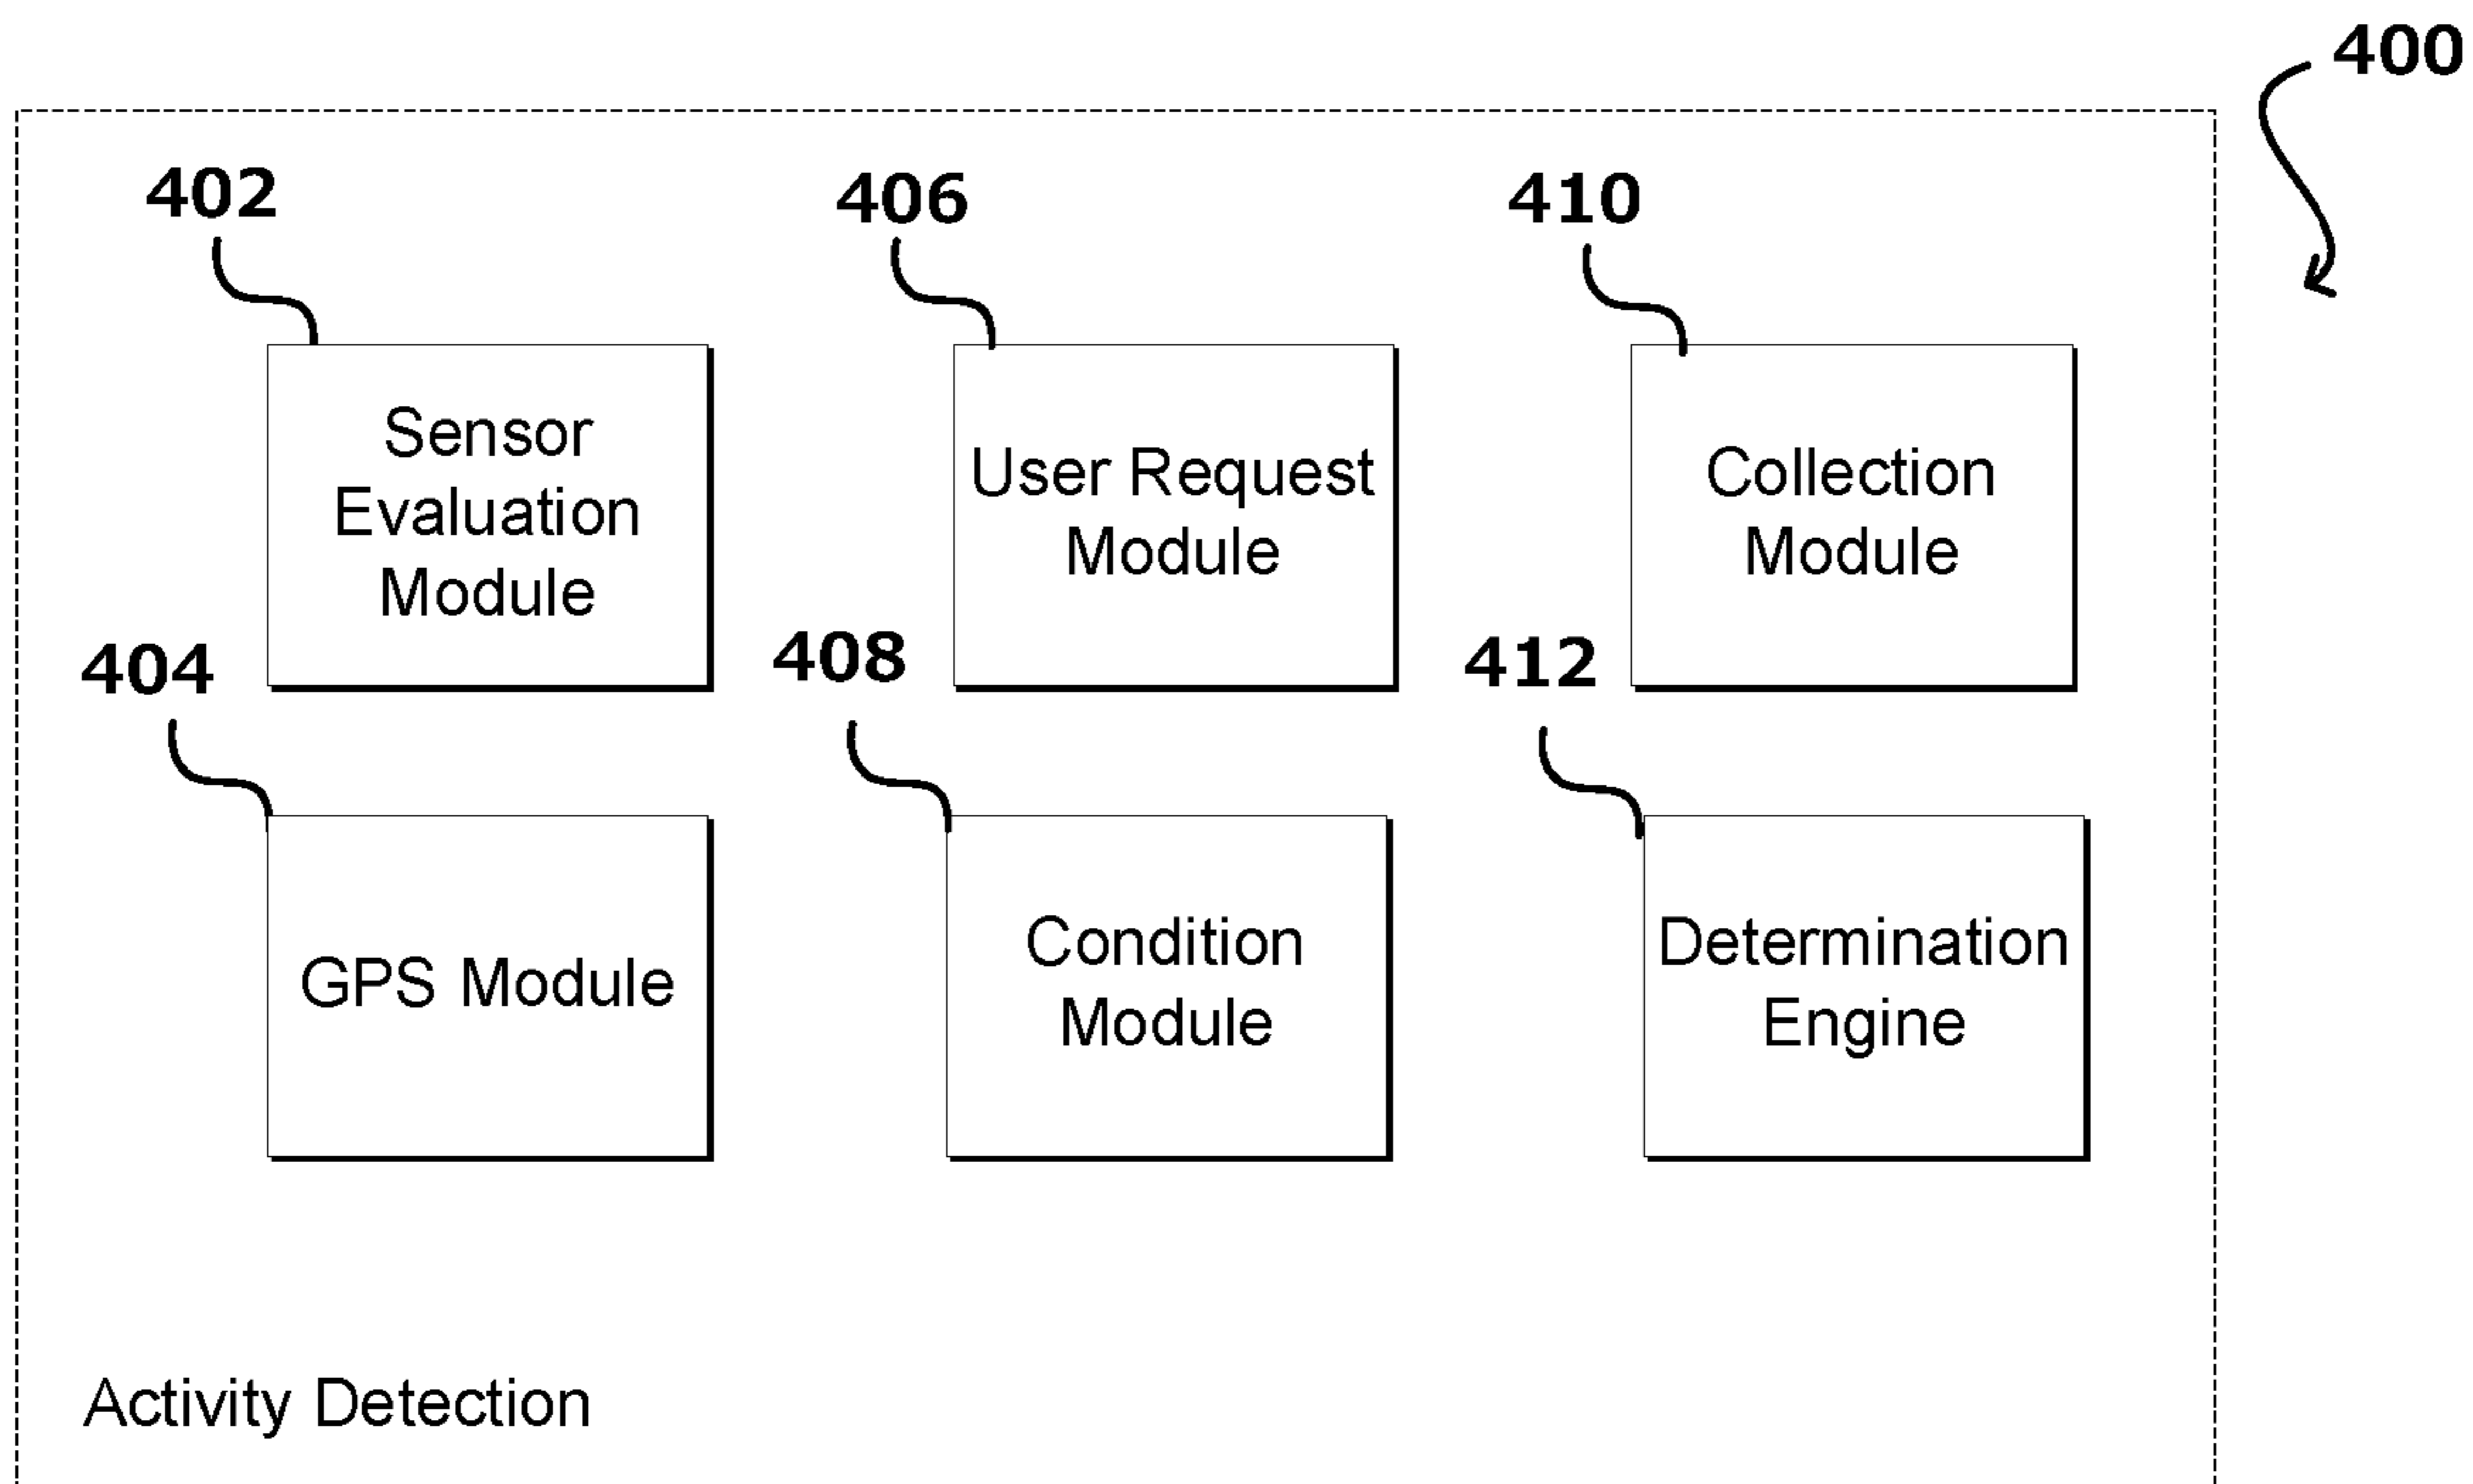 400
402
406
410
Sensor
Evaluation
Module
User Request
Module
Collection
Module
404
408
412
GPS Module
Condition
Module
Determination
Engine
Activity Detection